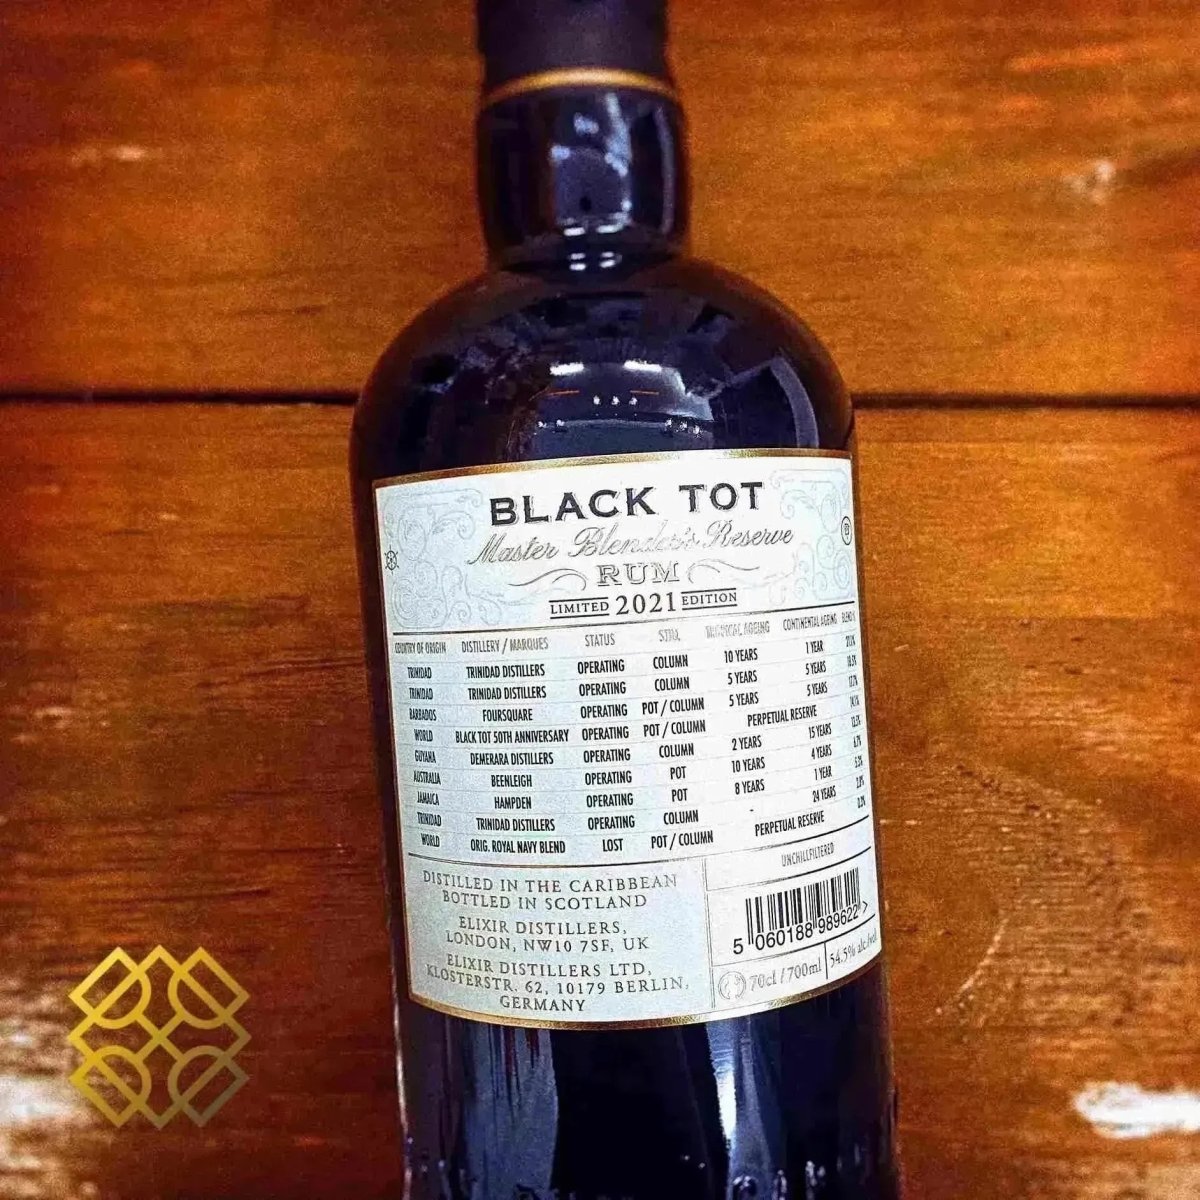 BLACK TOT
Master Blender's Reserve
RUM
LIMITED 2021 EDITION
COUNTRY OF ORIGIN DISTILLERY / MARQUES STATUS STILL TROPICAL AGEING CONTINENTAL AGEING BLEND %
TRINIDAD TRINIDAD DISTILLERS OPERATING COLUMN 10 YEARS 1 YEAR
TRINIDAD TRINIDAD DISTILLERS OPERATING COLUMN 5 YEARS 5 YEARS
BARBADOS FOURSQUARE OPERATING POT / COLUMN 5 YEARS 5 YEARS
WORLD BLACK TOT 50TH ANNIVERSARY OPERATING POT / COLUMN PERPETUAL RESERVE
GUYANA DEMERARA DISTILLERS OPERATING COLUMN 2 YEARS 15 YEARS
AUSTRALIA BEENLEIGH OPERATING POT 10 YEARS 4 YEARS
JAMAICA HAMPDEN OPERATING POT 8 YEARS 1 YEAR
TRINIDAD TRINIDAD DISTILLERS OPERATING COLUMN - 24 YEARS
WORLD ORIG. ROYAL NAVY BLEND LOST POT / COLUMN PERPETUAL RESERVE
UNCHILLFILTERED
DISTILLED IN THE CARIBBEAN
BOTTLED IN SCOTLAND
ELIXIR DISTILLERS,
LONDON, NW10 7SF, UK
ELIXIR DISTILLERS LTD,
KLOSTERSTR. 62, 10179 BERLIN,
GERMANY
5 060188 989622 >
70cl / 700ml 54.5% alc./vol.